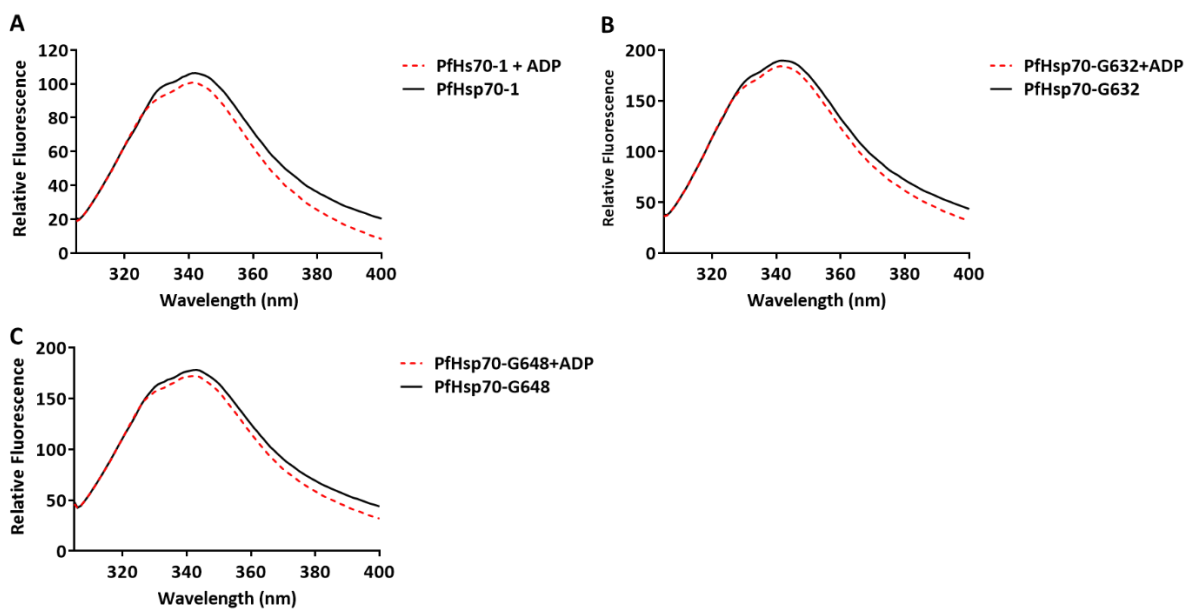 A
Relative Fluorescence
120
100
80
60
40
20
0
320 340 360 380 400
Wavelength (nm)
PfHs70-1 + ADP
PfHsp70-1
B
Relative Fluorescence
200
150
100
50
0
320 340 360 380 400
Wavelength (nm)
PfHsp70-G632+ADP
PfHsp70-G632
C
Relative Fluorescence
200
150
100
50
0
320 340 360 380 400
Wavelength (nm)
PfHsp70-G648+ADP
PfHsp70-G648